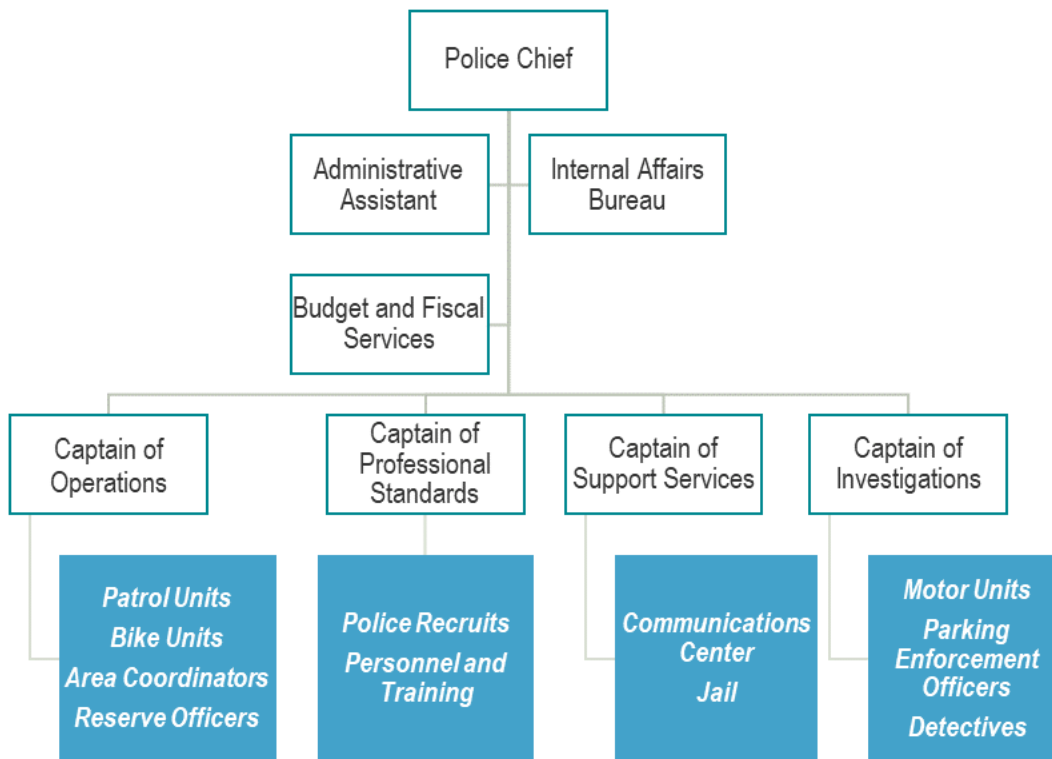 Police Chief
Administrative
Assistant
Internal Affairs
Bureau
Budget and Fiscal
Services
Captain of
Operations
Captain of
Professional
Standards
Captain of
Support Services
Captain of
Investigations
Patrol Units
Bike Units
Area Coordinators
Reserve Officers
Police Recruits
Personnel and
Training
Communications
Center
Jail
Motor Units
Parking
Enforcement
Officers
Detectives